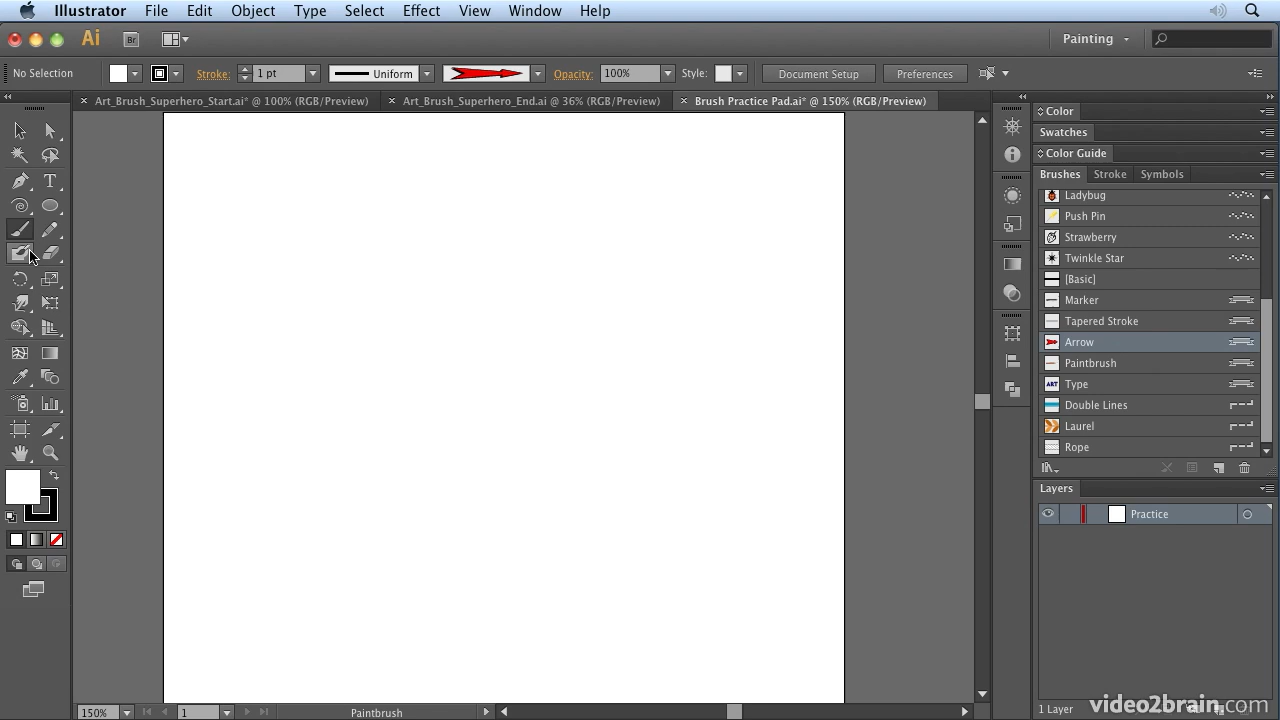 Illustrator File Edit Object Type Select Effect View Window Help
Ai Br Painting
No Selection Stroke: 1 pt Uniform Opacity: 100% Style: Document Setup Preferences
Art_Brush_Superhero_Start.ai* @ 100% (RGB/Preview) Art_Brush_Superhero_End.ai @ 36% (RGB/Preview) Brush Practice Pad.ai* @ 150% (RGB/Preview)
Color
Swatches
Color Guide
Brushes Stroke Symbols
Ladybug
Push Pin
Strawberry
Twinkle Star
[Basic]
Marker
Tapered Stroke
Arrow
Paintbrush
ART Type
Double Lines
Laurel
Rope
Layers
Practice
1 Layer
150% 1 Paintbrush
video2brain.com